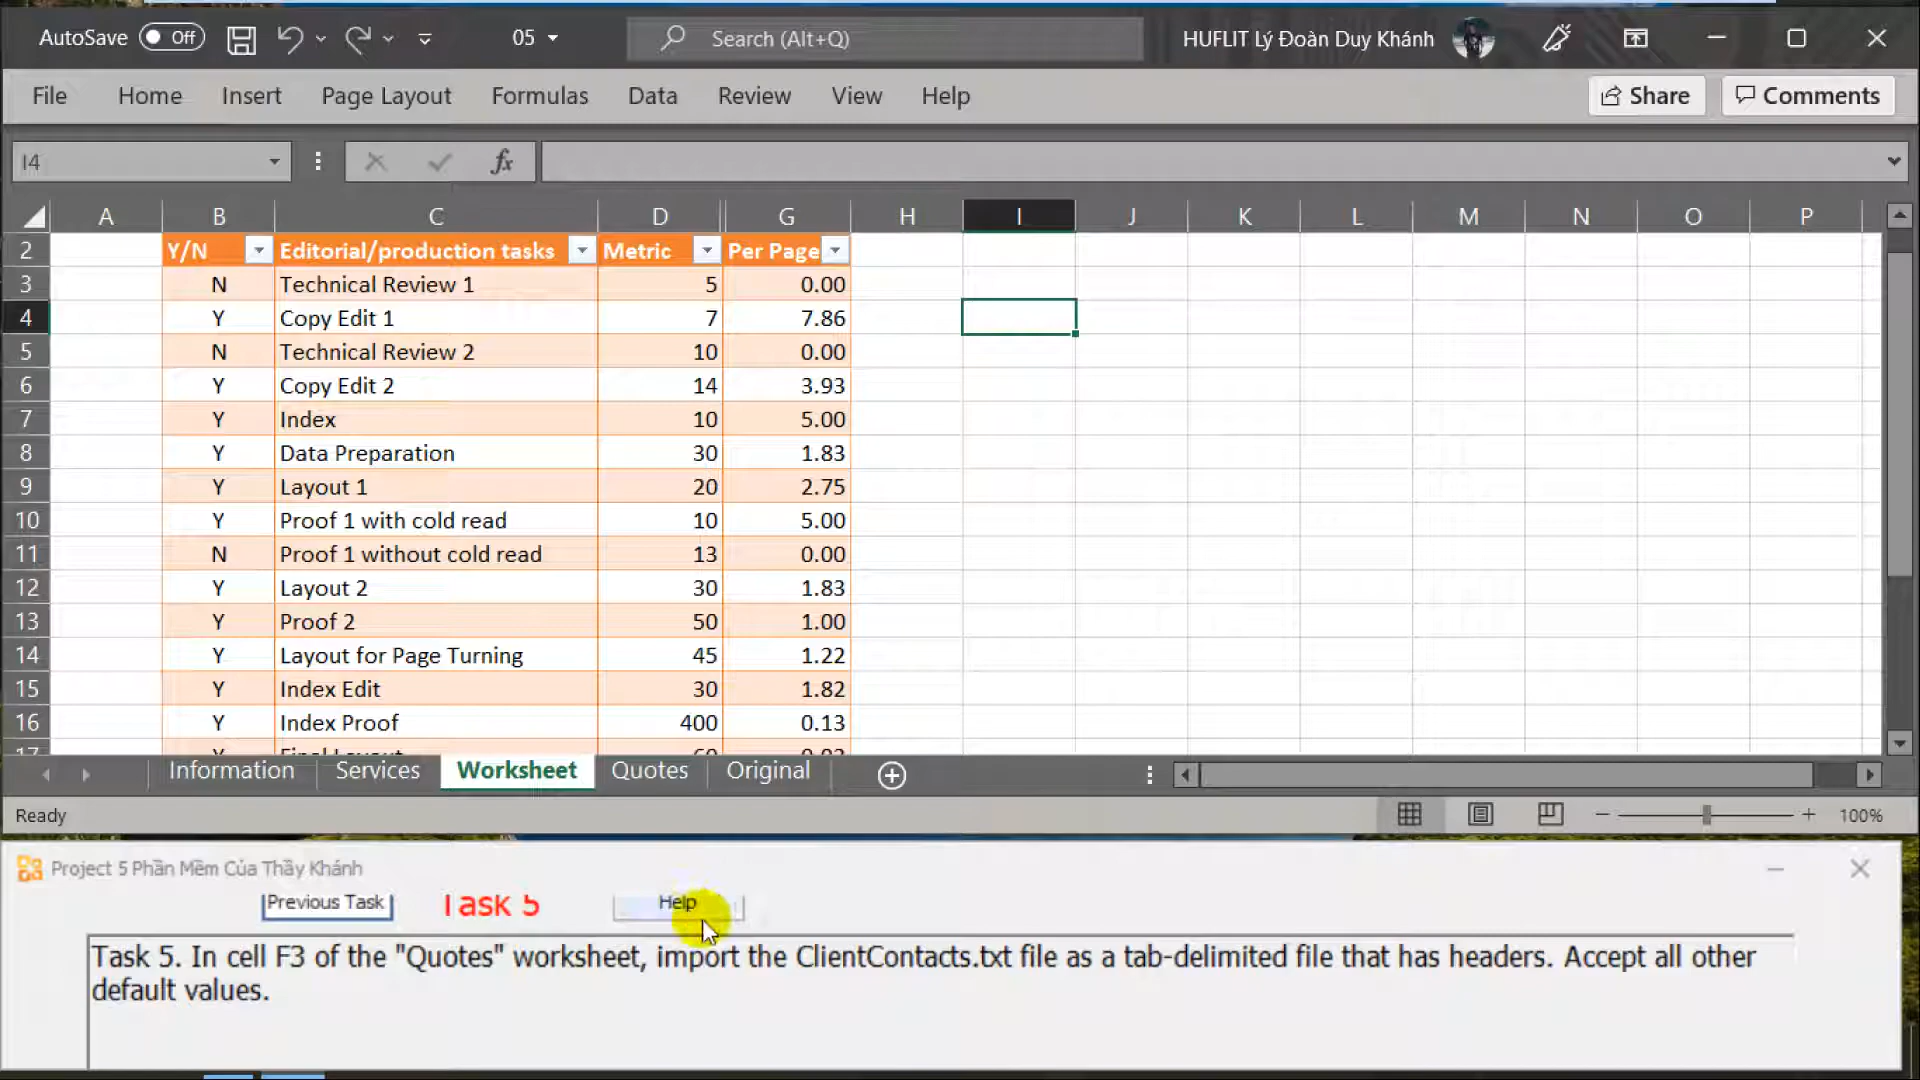 AutoSave Off 05 Search (Alt+Q) HUFLIT Lý Đoàn Duy Khánh
File Home Insert Page Layout Formulas Data Review View Help Share Comments
I4 fx
A B C D G H I J K L M N O P
2 Y/N Editorial/production tasks Metric Per Page
3 N Technical Review 1 5 0.00
4 Y Copy Edit 1 7 7.86
5 N Technical Review 2 10 0.00
6 Y Copy Edit 2 14 3.93
7 Y Index 10 5.00
8 Y Data Preparation 30 1.83
9 Y Layout 1 20 2.75
10 Y Proof 1 with cold read 10 5.00
11 N Proof 1 without cold read 13 0.00
12 Y Layout 2 30 1.83
13 Y Proof 2 50 1.00
14 Y Layout for Page Turning 45 1.22
15 Y Index Edit 30 1.82
16 Y Index Proof 400 0.13
17 Y Final Layout
Information Services Worksheet Quotes Original
Ready 100%
Project 5 Phần Mềm Của Thầy Khánh
Previous Task Task 5 Help
Task 5. In cell F3 of the "Quotes" worksheet, import the ClientContacts.txt file as a tab-delimited file that has headers. Accept all other
default values.